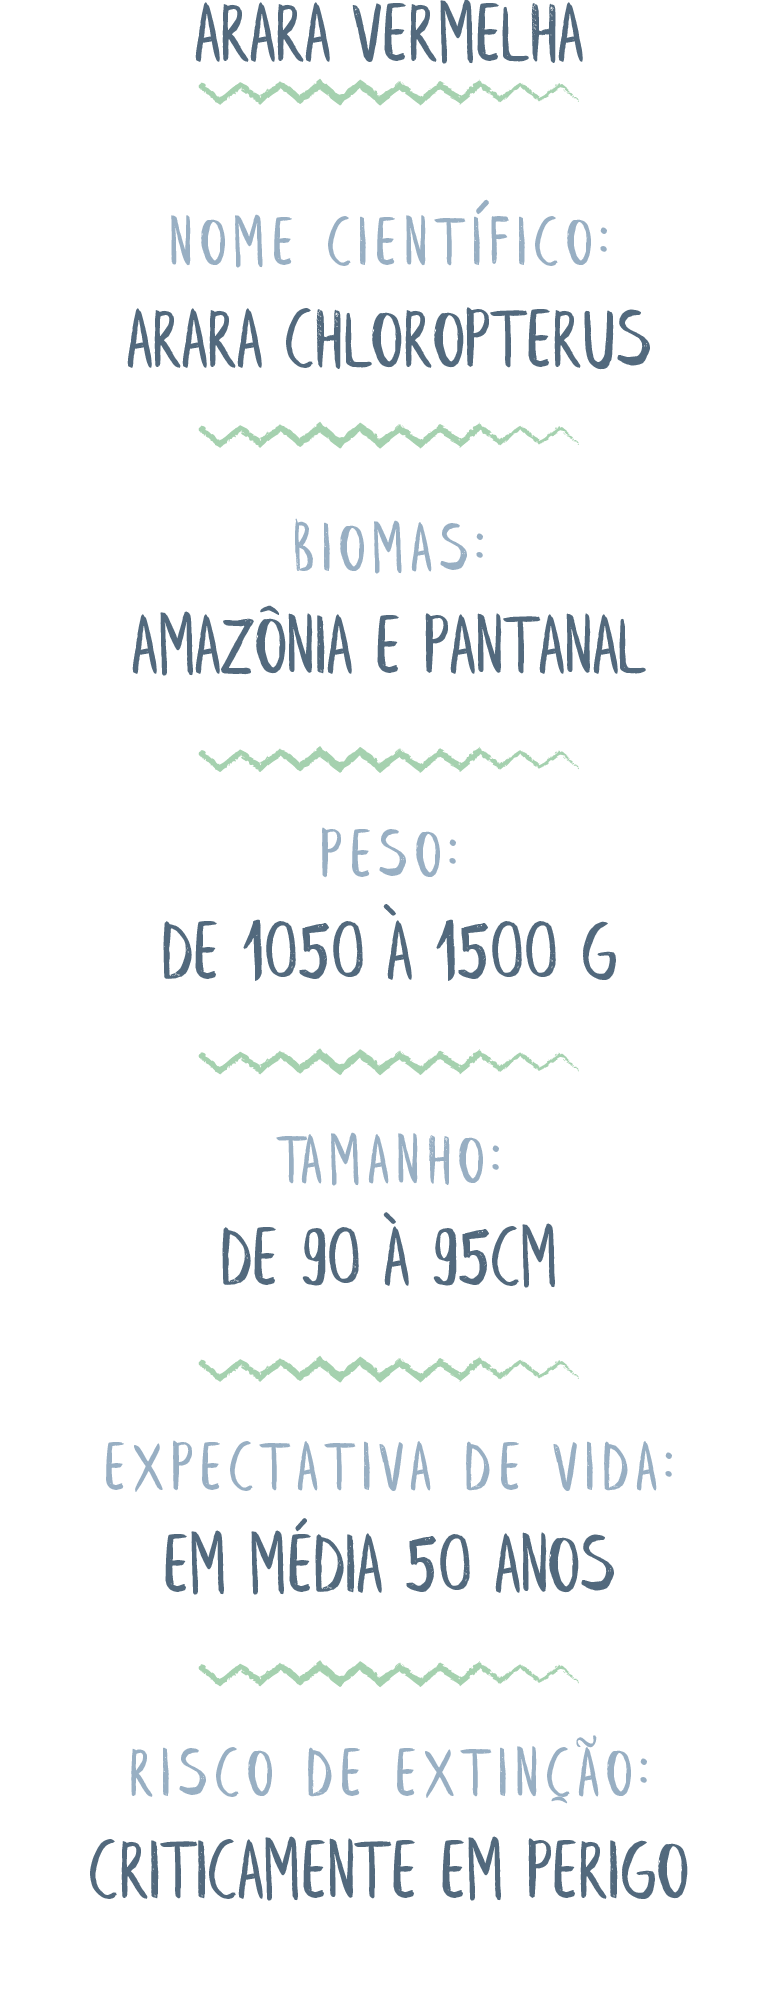 ARARA VERMELHA
NOME CIENTÍFICO:
ARARA CHLOROPTERUS
BIOMAS:
AMAZÔNIA E PANTANAL
PESO:
DE 1050 À 1500 G
TAMANHO:
DE 90 À 95CM
EXPECTATIVA DE VIDA:
EM MÉDIA 50 ANOS
RISCO DE EXTINÇÃO:
CRITICAMENTE EM PERIGO